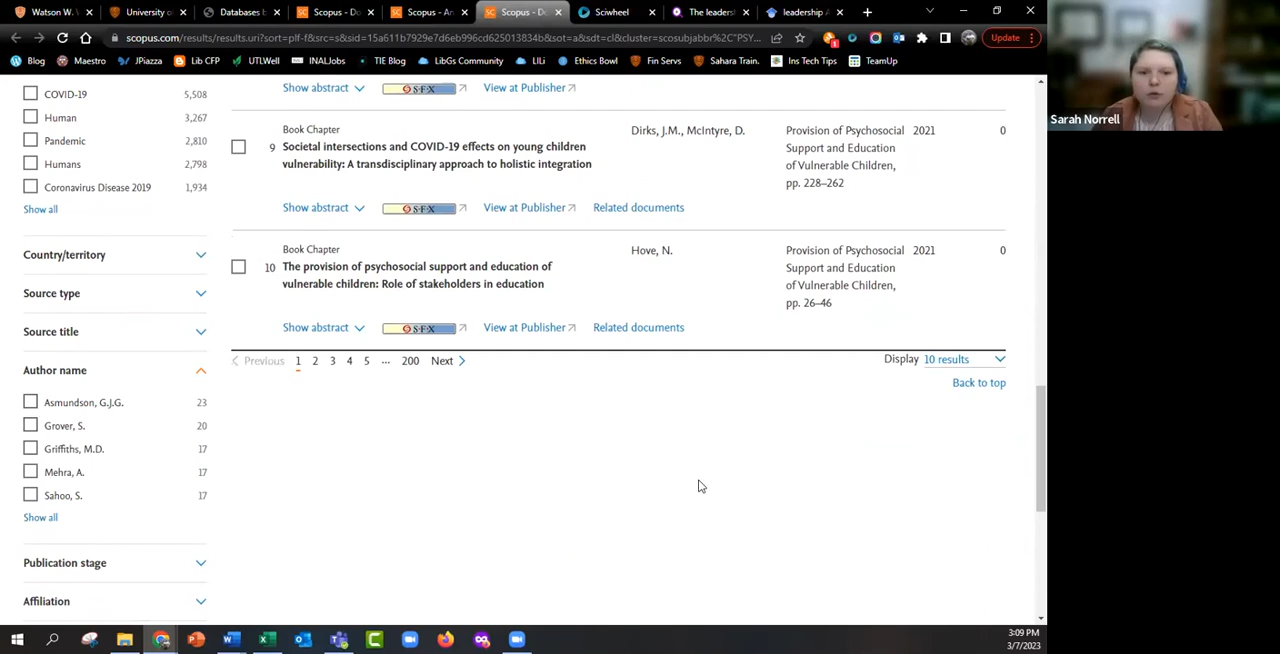 Watson W. \
University o
Databases b
Scopus - Do
Scopus - An
Scopus - Do
Sciwheel
The leaders
leadership A
scopus.com/results/results.uri?sort=plf-f&src=s&sid=15a611b7929e7d6eb996cd625013834b&sot=a&sdt=cl&cluster=scosubjabbr%2C"PSY...
Update
Blog
Maestro
JPiazza
Lib CFP
UTLWell
INALJobs
TIE Blog
LibGs Community
LILi
Ethics Bowl
Fin Servs
Sahara Train.
Ins Tech Tips
TeamUp
COVID-19 5,508
Human 3,267
Pandemic 2,810
Humans 2,798
Coronavirus Disease 2019 1,934
Show all
Country/territory
Source type
Source title
Author name
Asmundson, G.J.G. 23
Grover, S. 20
Griffiths, M.D. 17
Mehra, A. 17
Sahoo, S. 17
Show all
Publication stage
Affiliation
Show abstract S·F·X View at Publisher
Book Chapter
9 Societal intersections and COVID-19 effects on young children
vulnerability: A transdisciplinary approach to holistic integration
Dirks, J.M., McIntyre, D.
Provision of Psychosocial
Support and Education
of Vulnerable Children,
pp. 228–262
2021
0
Show abstract S·F·X View at Publisher Related documents
Book Chapter
10 The provision of psychosocial support and education of
vulnerable children: Role of stakeholders in education
Hove, N.
Provision of Psychosocial
Support and Education
of Vulnerable Children,
pp. 26–46
2021
0
Show abstract S·F·X View at Publisher Related documents
Previous 1 2 3 4 5 ... 200 Next
Display 10 results
Back to top
Sarah Norrell
3:09 PM
3/7/2023